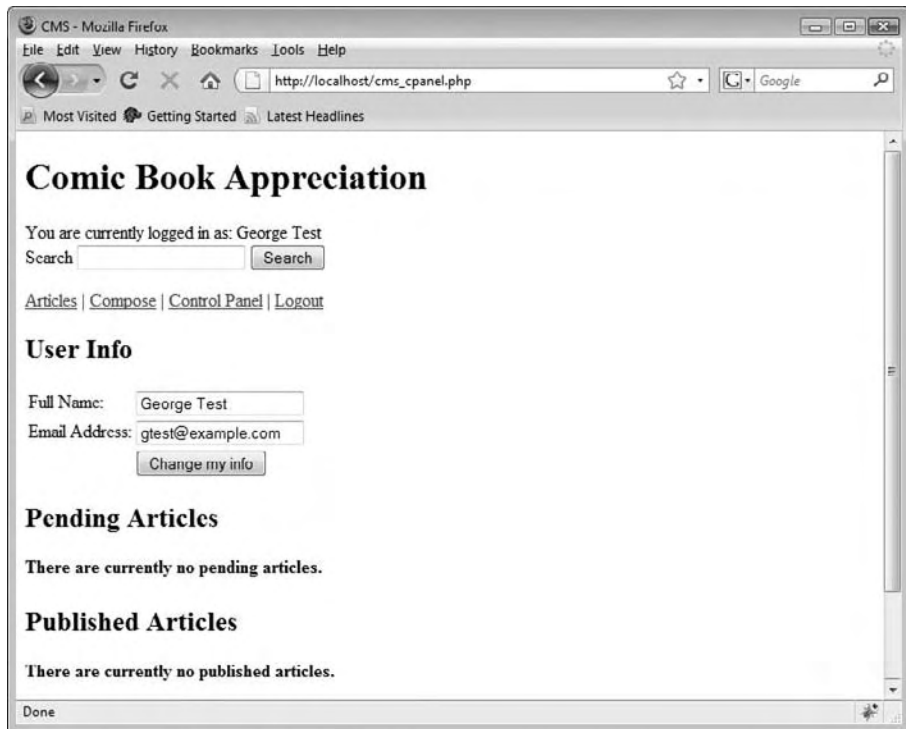 CMS - Mozilla Firefox
File Edit View History Bookmarks Tools Help
http://localhost/cms_cpanel.php
G Google
Most Visited Getting Started Latest Headlines
Comic Book Appreciation
You are currently logged in as: George Test
Search Search
Articles | Compose | Control Panel | Logout
User Info
Full Name: George Test
Email Address: gtest@example.com
Change my info
Pending Articles
There are currently no pending articles.
Published Articles
There are currently no published articles.
Done